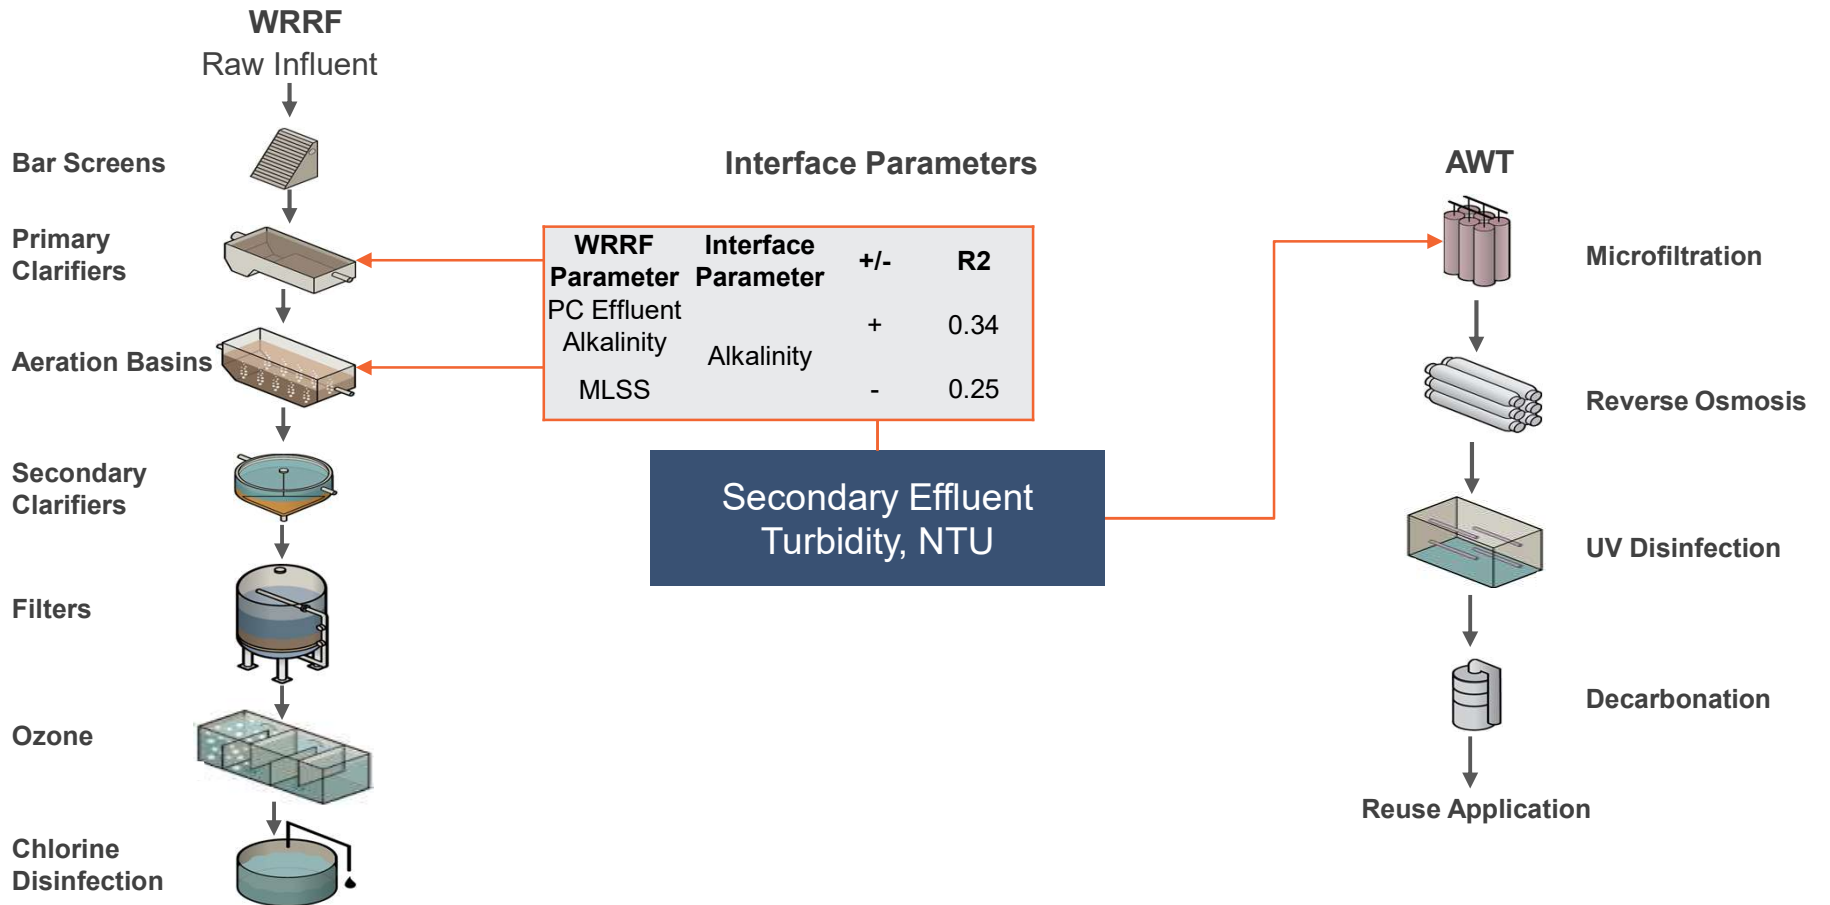 WRRF
Raw Influent
Bar Screens
Primary
Clarifiers
Aeration Basins
Secondary
Clarifiers
Filters
Ozone
Chlorine
Disinfection
Interface Parameters
WRRF
Parameter
Interface
Parameter
+/-
R2
PC Effluent
Alkalinity
Alkalinity
+
0.34
MLSS
-
0.25
Secondary Effluent
Turbidity, NTU
AWT
Microfiltration
Reverse Osmosis
UV Disinfection
Decarbonation
Reuse Application